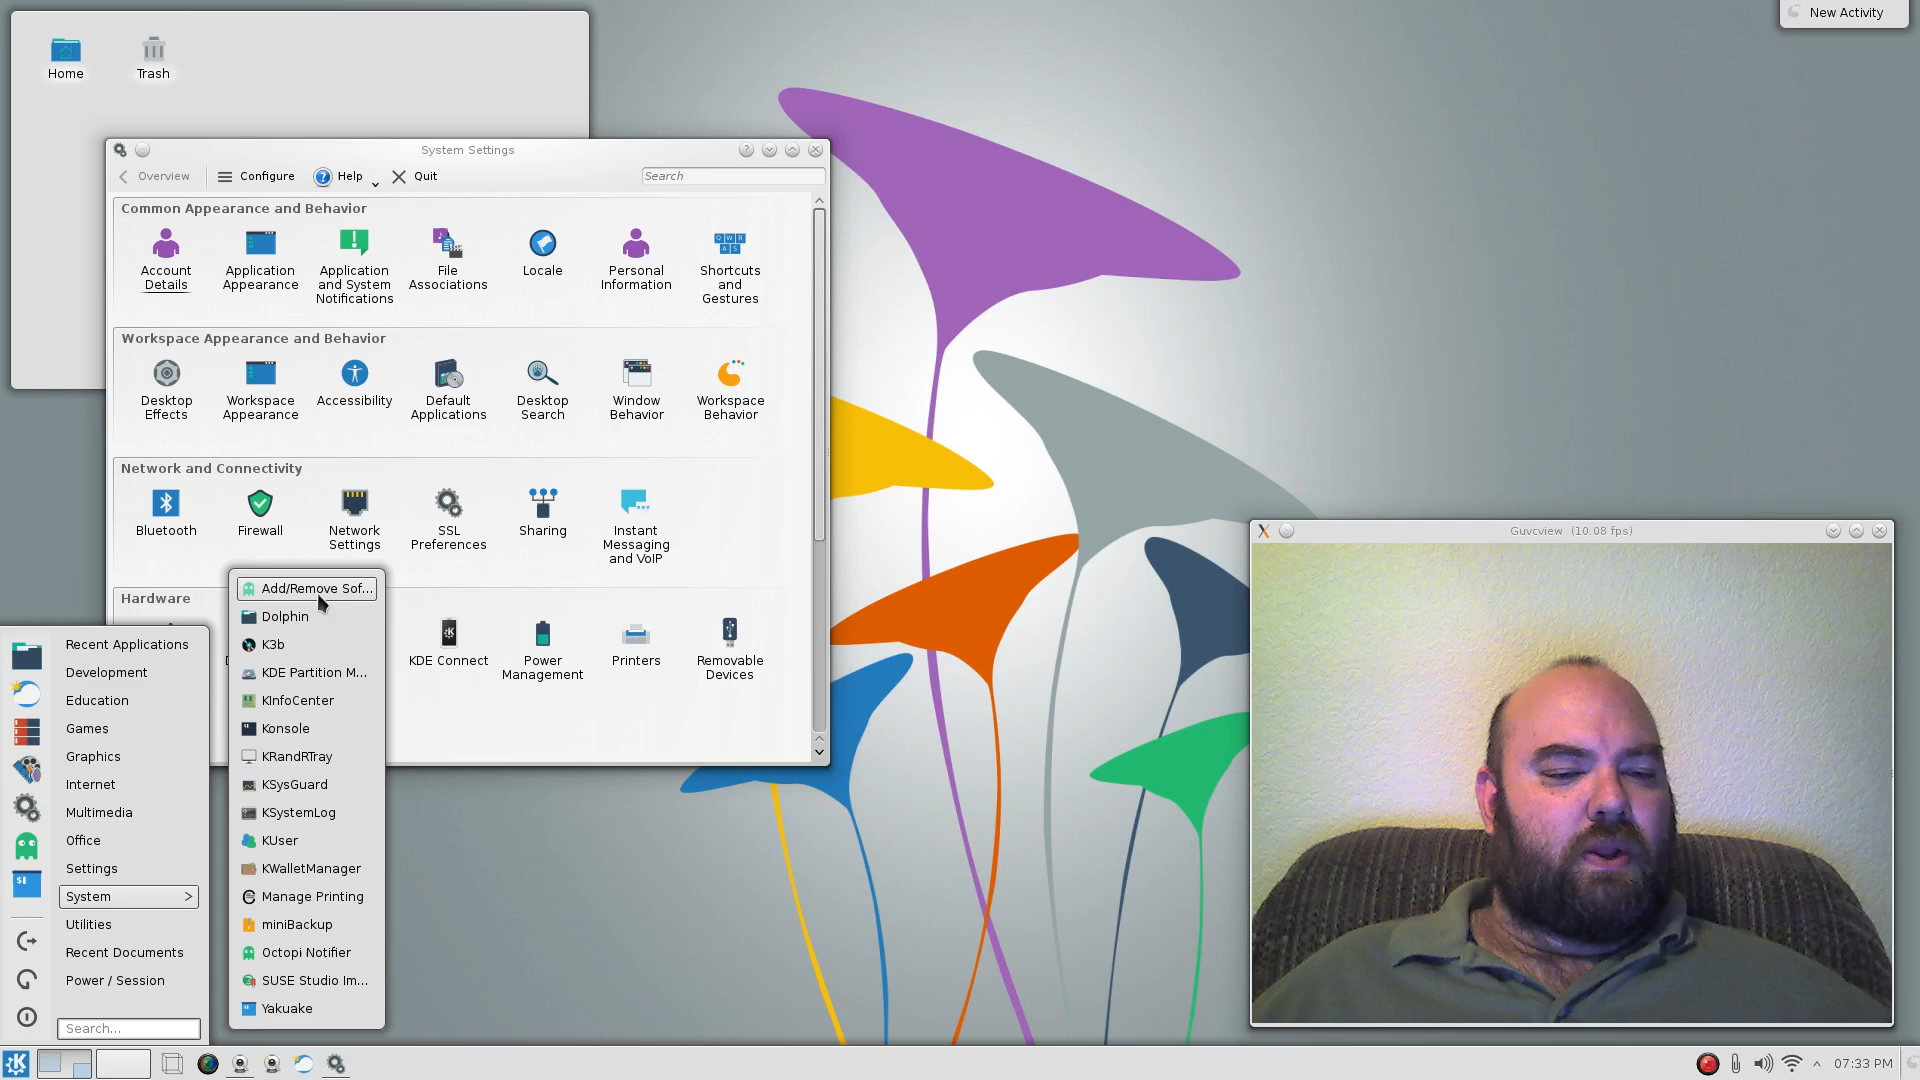 New Activity
Home
Trash
System Settings
Overview
Configure
Help
Quit
Search
Common Appearance and Behavior
Account
Details
Application
Appearance
Application
and System
Notifications
File
Associations
Locale
Personal
Information
Shortcuts
and
Gestures
Workspace Appearance and Behavior
Desktop
Effects
Workspace
Appearance
Accessibility
Default
Applications
Desktop
Search
Window
Behavior
Workspace
Behavior
Network and Connectivity
Bluetooth
Firewall
Network
Settings
SSL
Preferences
Sharing
Instant
Messaging
and VoIP
Hardware
KDE Connect
Power
Management
Printers
Removable
Devices
Guvcview (10.08 fps)
Add/Remove Sof...
Dolphin
K3b
KDE Partition M...
KInfoCenter
Konsole
KRandRTray
KSysGuard
KSystemLog
KUser
KWalletManager
Manage Printing
miniBackup
Octopi Notifier
SUSE Studio Im...
Yakuake
Recent Applications
Development
Education
Games
Graphics
Internet
Multimedia
Office
Settings
System >
Utilities
Recent Documents
Power / Session
Search...
07:33 PM